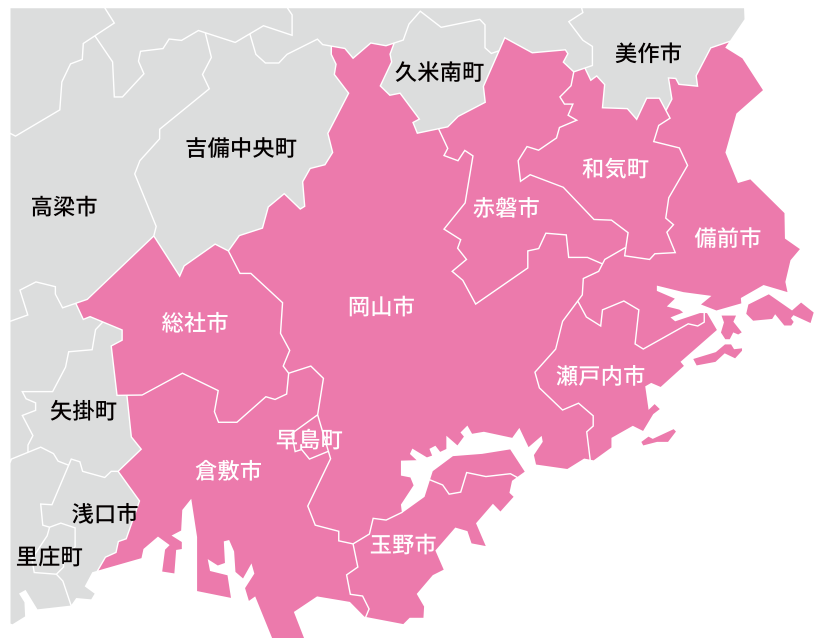 美作市
久米南町
吉備中央町
和気町
高梁市
赤磐市
備前市
岡山市
総社市
瀬戸内市
矢掛町
早島町
倉敷市
浅口市
玉野市
里庄町